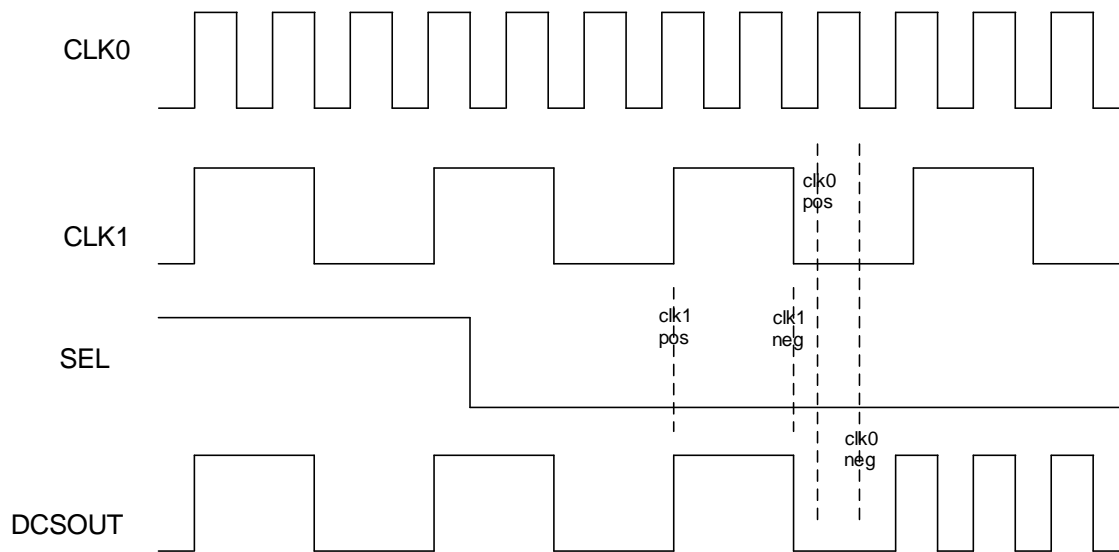 CLK0
clk0
pos
CLK1
clk1
pos
clk1
neg
SEL
clk0
neg
DCSOUT